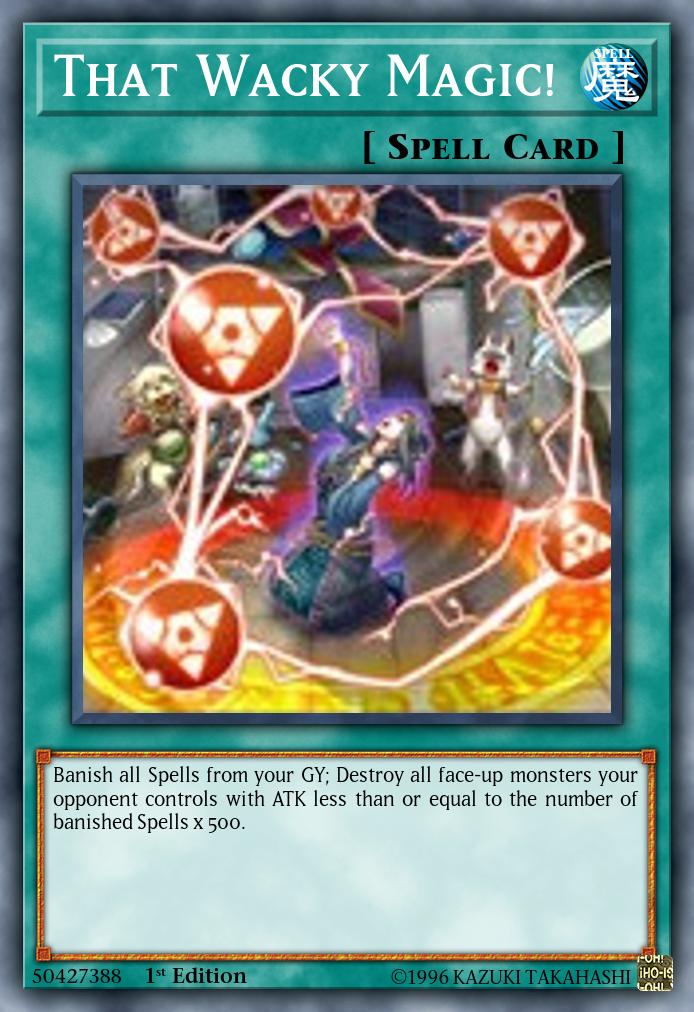 That Wacky Magic!
SPELL
魔
[ Spell Card ]
Banish all Spells from your GY; Destroy all face-up monsters your
opponent controls with ATK less than or equal to the number of
banished Spells x 500.
50427388 1st Edition ©1996 KAZUKI TAKAHASHI